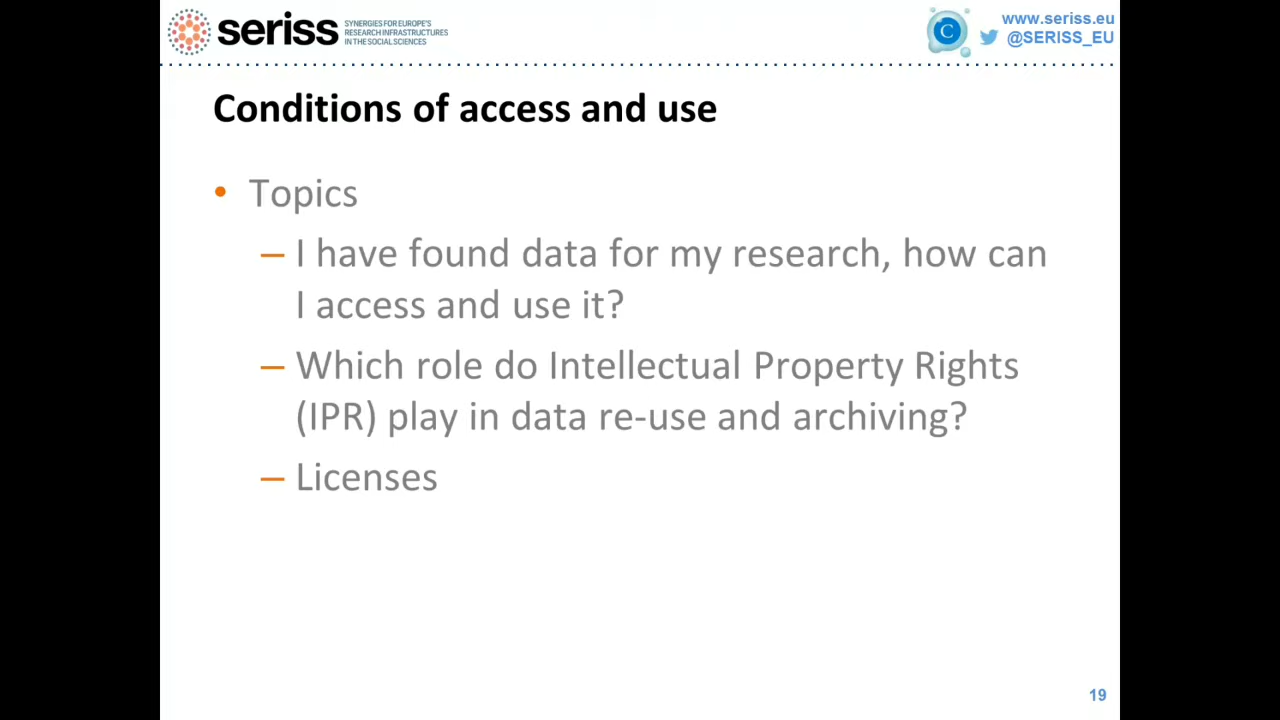 seriss
SYNERGIES FOR EUROPE'S
RESEARCH INFRASTRUCTURES
IN THE SOCIAL SCIENCES
C
www.seriss.eu
@SERISS_EU
Conditions of access and use
• Topics
– I have found data for my research, how can
I access and use it?
– Which role do Intellectual Property Rights
(IPR) play in data re-use and archiving?
– Licenses
19